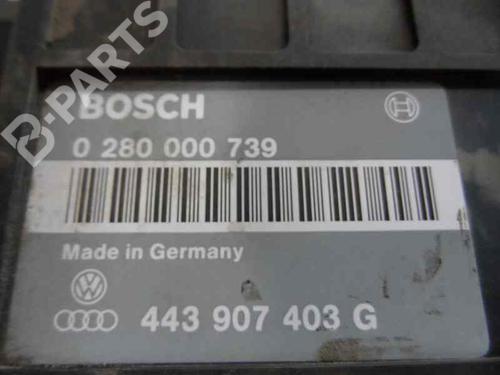 B-PARTS
BOSCH
0 280 000 739
Made in Germany
443 907 403 G